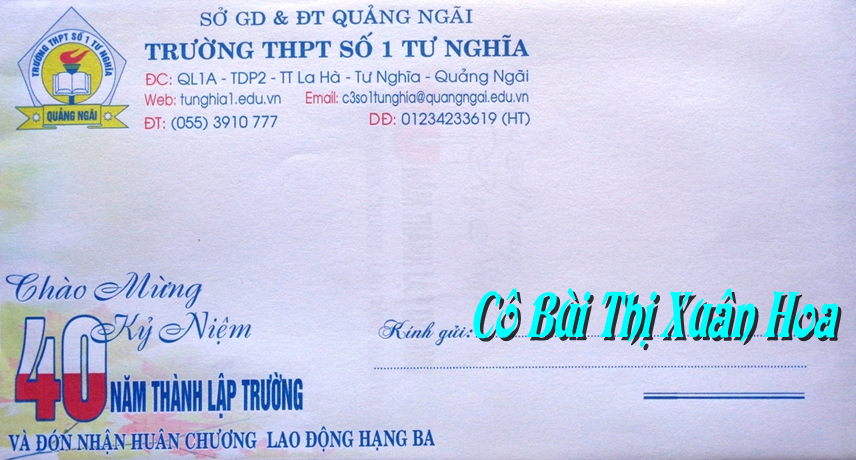 SỞ GD & ĐT QUẢNG NGÃI
TRƯỜNG THPT SỐ 1 TƯ NGHĨA
ĐC: QL1A - TDP2 - TT La Hà - Tư Nghĩa - Quảng Ngãi
Web: tunghia1.edu.vn Email: c3so1tunghia@quangngai.edu.vn
ĐT: (055) 3910 777 DĐ: 01234233619 (HT)
TRƯỜNG THPT SỐ 1 TƯ NGHĨA
QUẢNG NGÃI
Chào Mừng
Kỷ Niệm
40 NĂM THÀNH LẬP TRƯỜNG
VÀ ĐÓN NHẬN HUÂN CHƯƠNG LAO ĐỘNG HẠNG BA
Kính gửi: Cô Bùi Thị Xuân Hoa